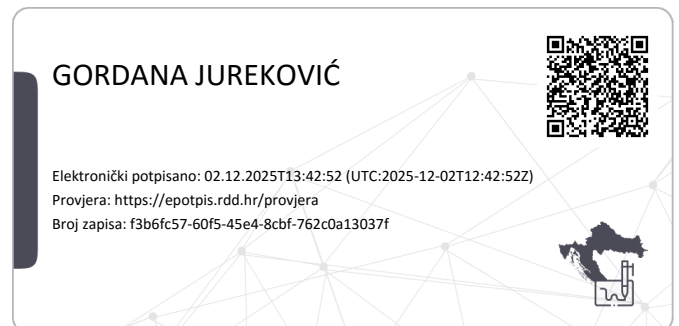 GORDANA JUREKOVIĆ
Elektronički potpisano: 02.12.2025T13:42:52 (UTC:2025-12-02T12:42:52Z)
Provjera: https://epotpis.rdd.hr/provjera
Broj zapisa: f3b6fc57-60f5-45e4-8cbf-762c0a13037f